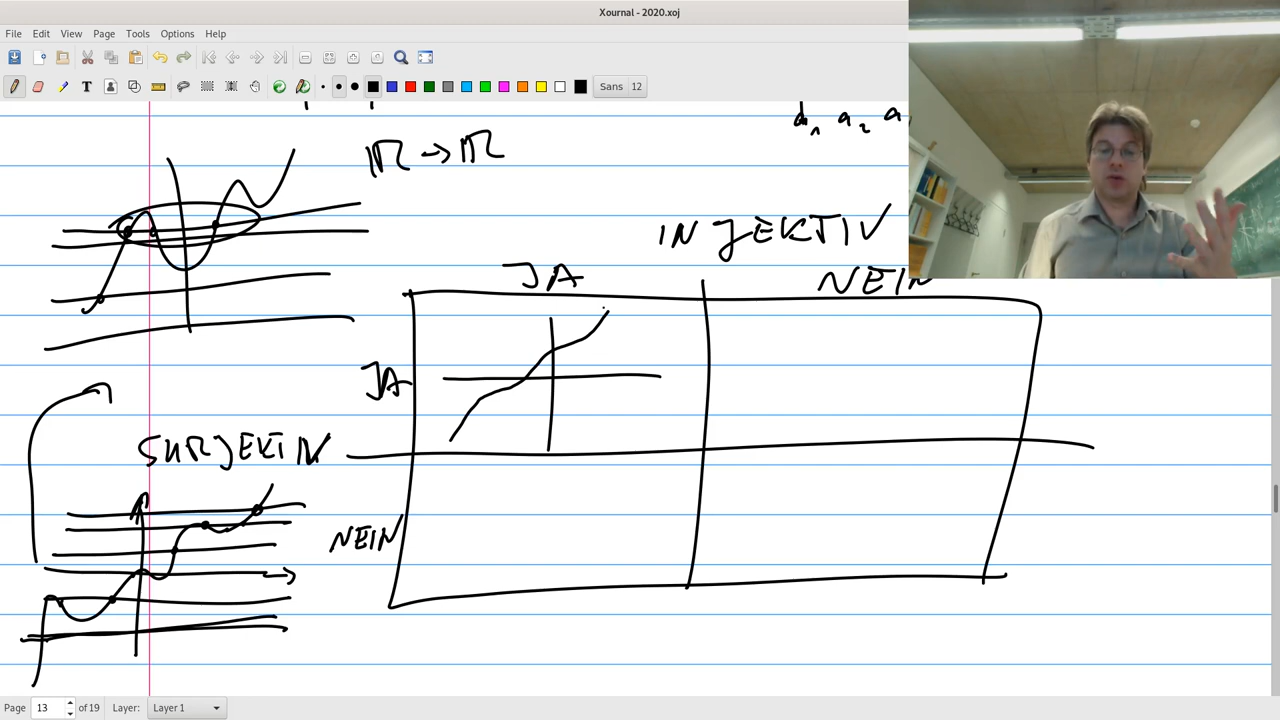 Xournal - 2020.xoj
File Edit View Page Tools Options Help
Sans 12
a₂
ℝ → ℝ
INJEKTIV
JA NEIN
JA
SURJEKTIV
NEIN
Page 13 of 19 Layer: Layer 1